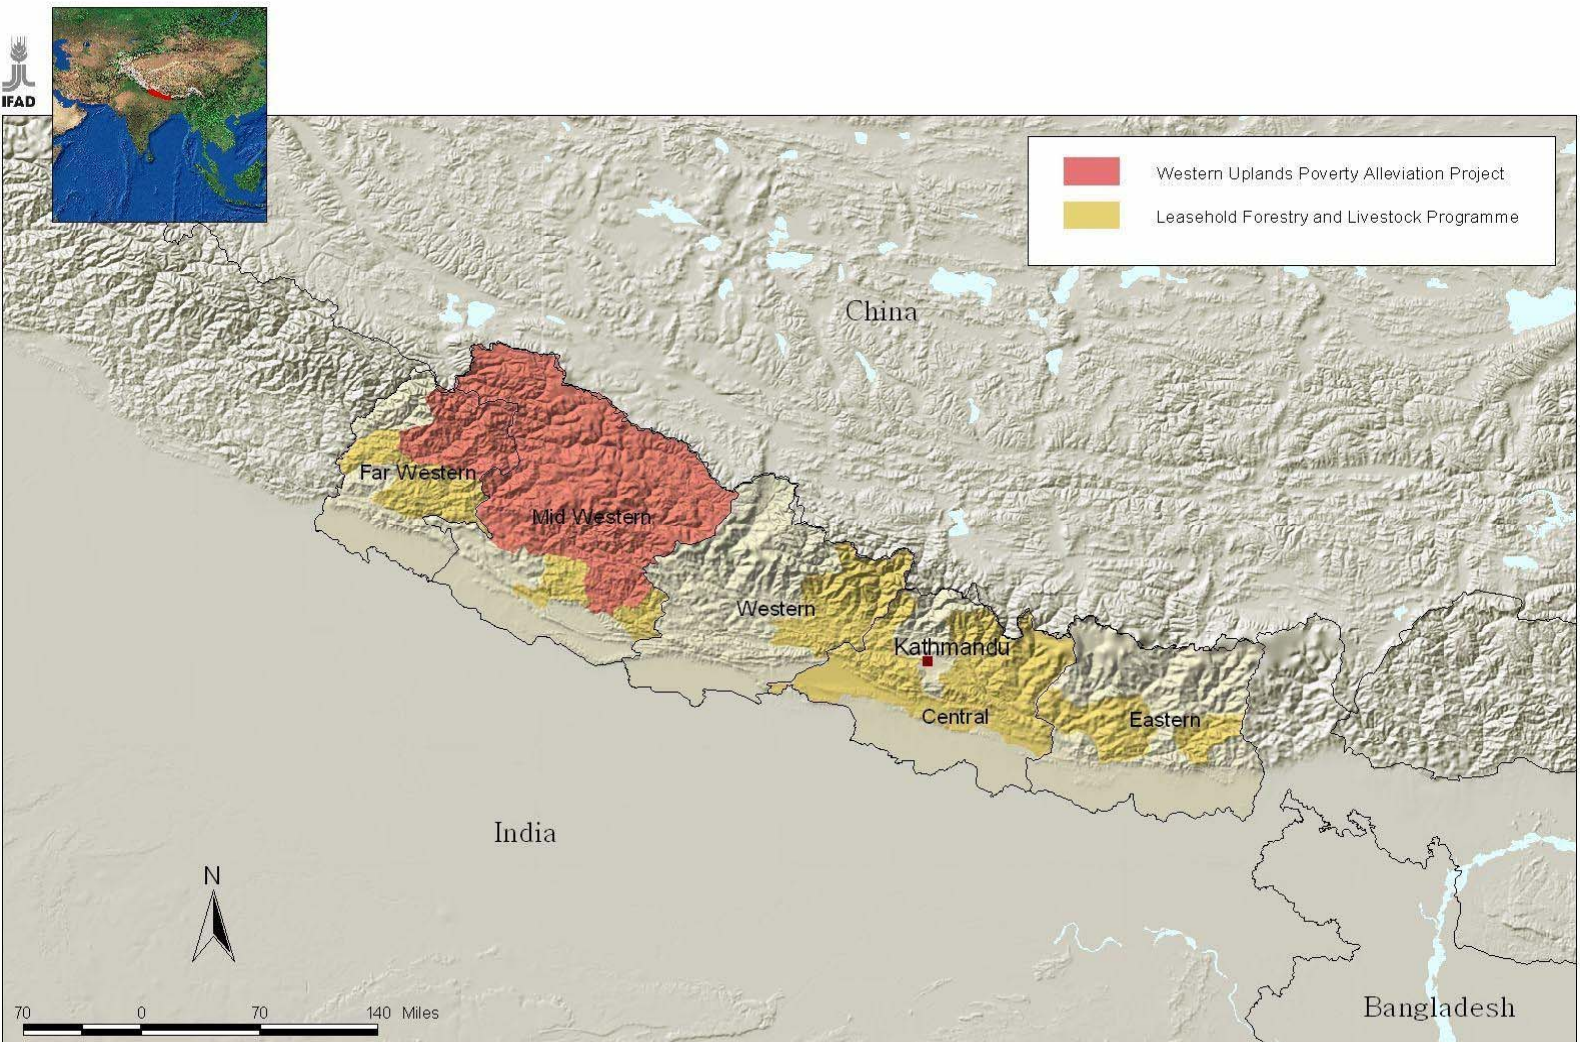 IFAD
Western Uplands Poverty Alleviation Project
Leasehold Forestry and Livestock Programme
China
Far Western
Mid Western
Western
Kathmandu
Central
Eastern
India
N
70 0 70 140 Miles
Bangladesh